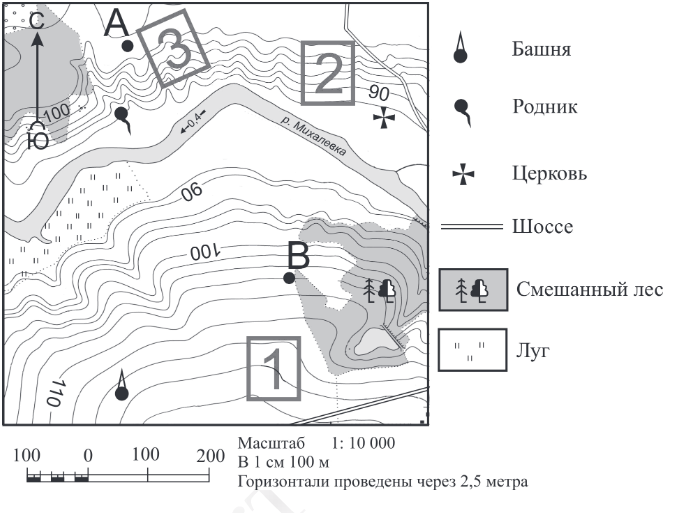 С
А
3
2
Башня
90
100
Родник
Ю
0,4
р. Михалевка
Церковь
90
Шоссе
100
В
Смешанный лес
1
Луг
110
100 0 100 200
Масштаб 1: 10 000
В 1 см 100 м
Горизонтали проведены через 2,5 метра